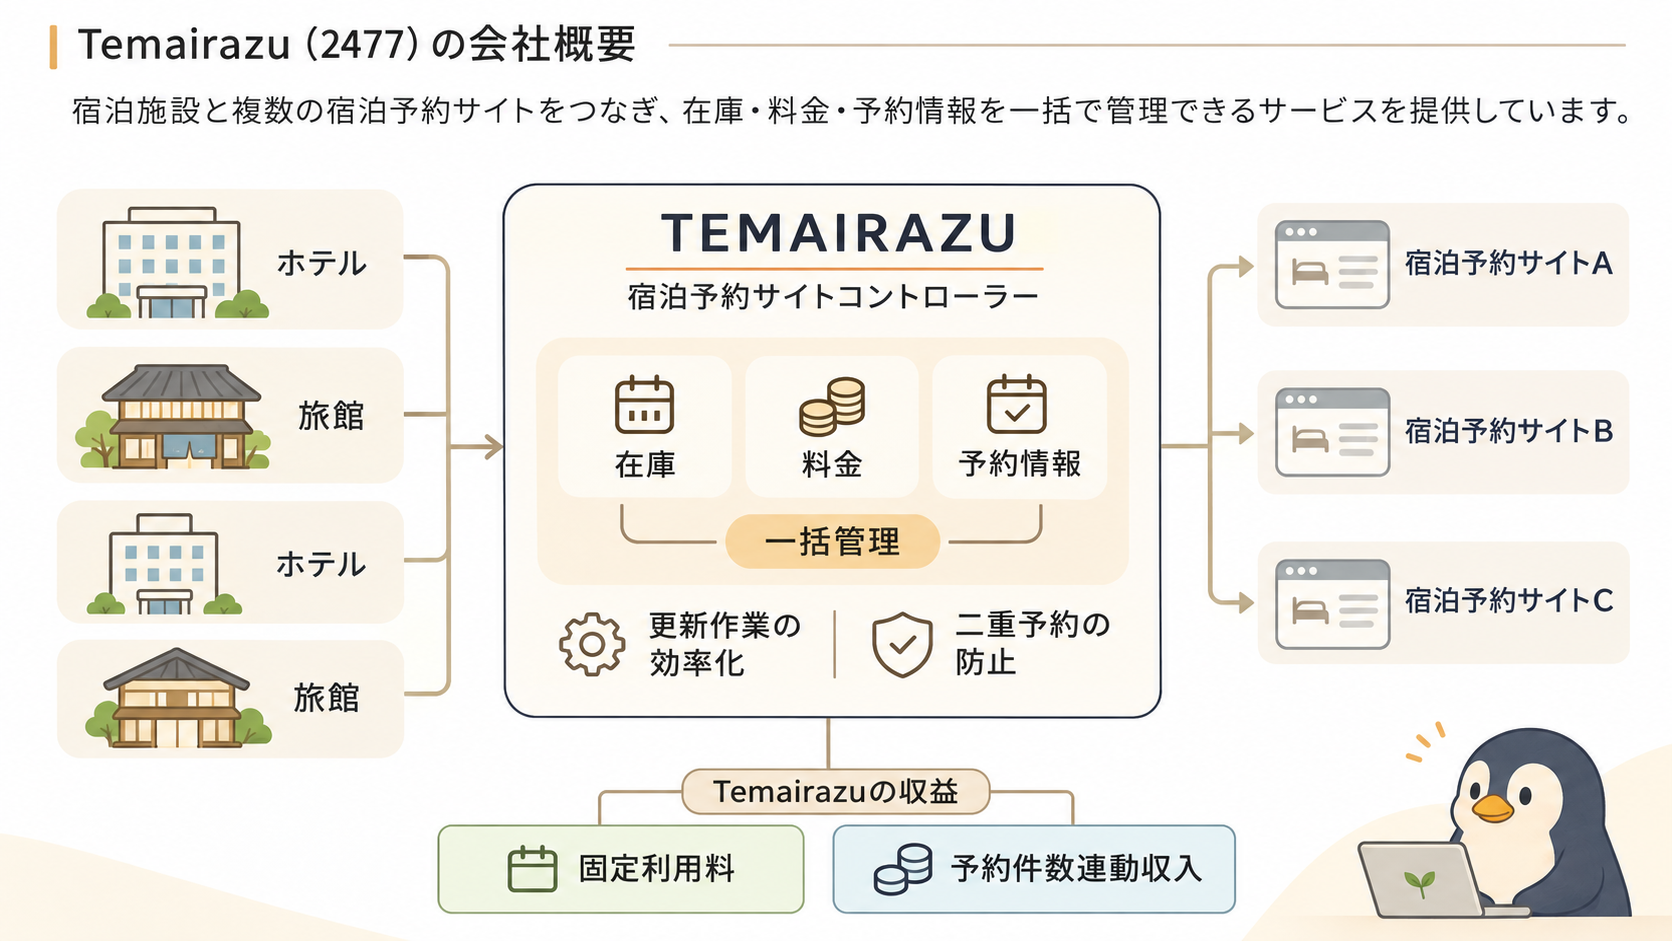 Temairazu（2477）の会社概要
宿泊施設と複数の宿泊予約サイトをつなぎ、在庫・料金・予約情報を一括で管理できるサービスを提供しています。
ホテル
旅館
ホテル
旅館
TEMAIRAZU
宿泊予約サイトコントローラー
在庫
料金
予約情報
一括管理
更新作業の
効率化
二重予約の
防止
宿泊予約サイトA
宿泊予約サイトB
宿泊予約サイトC
Temairazuの収益
固定利用料
予約件数連動収入